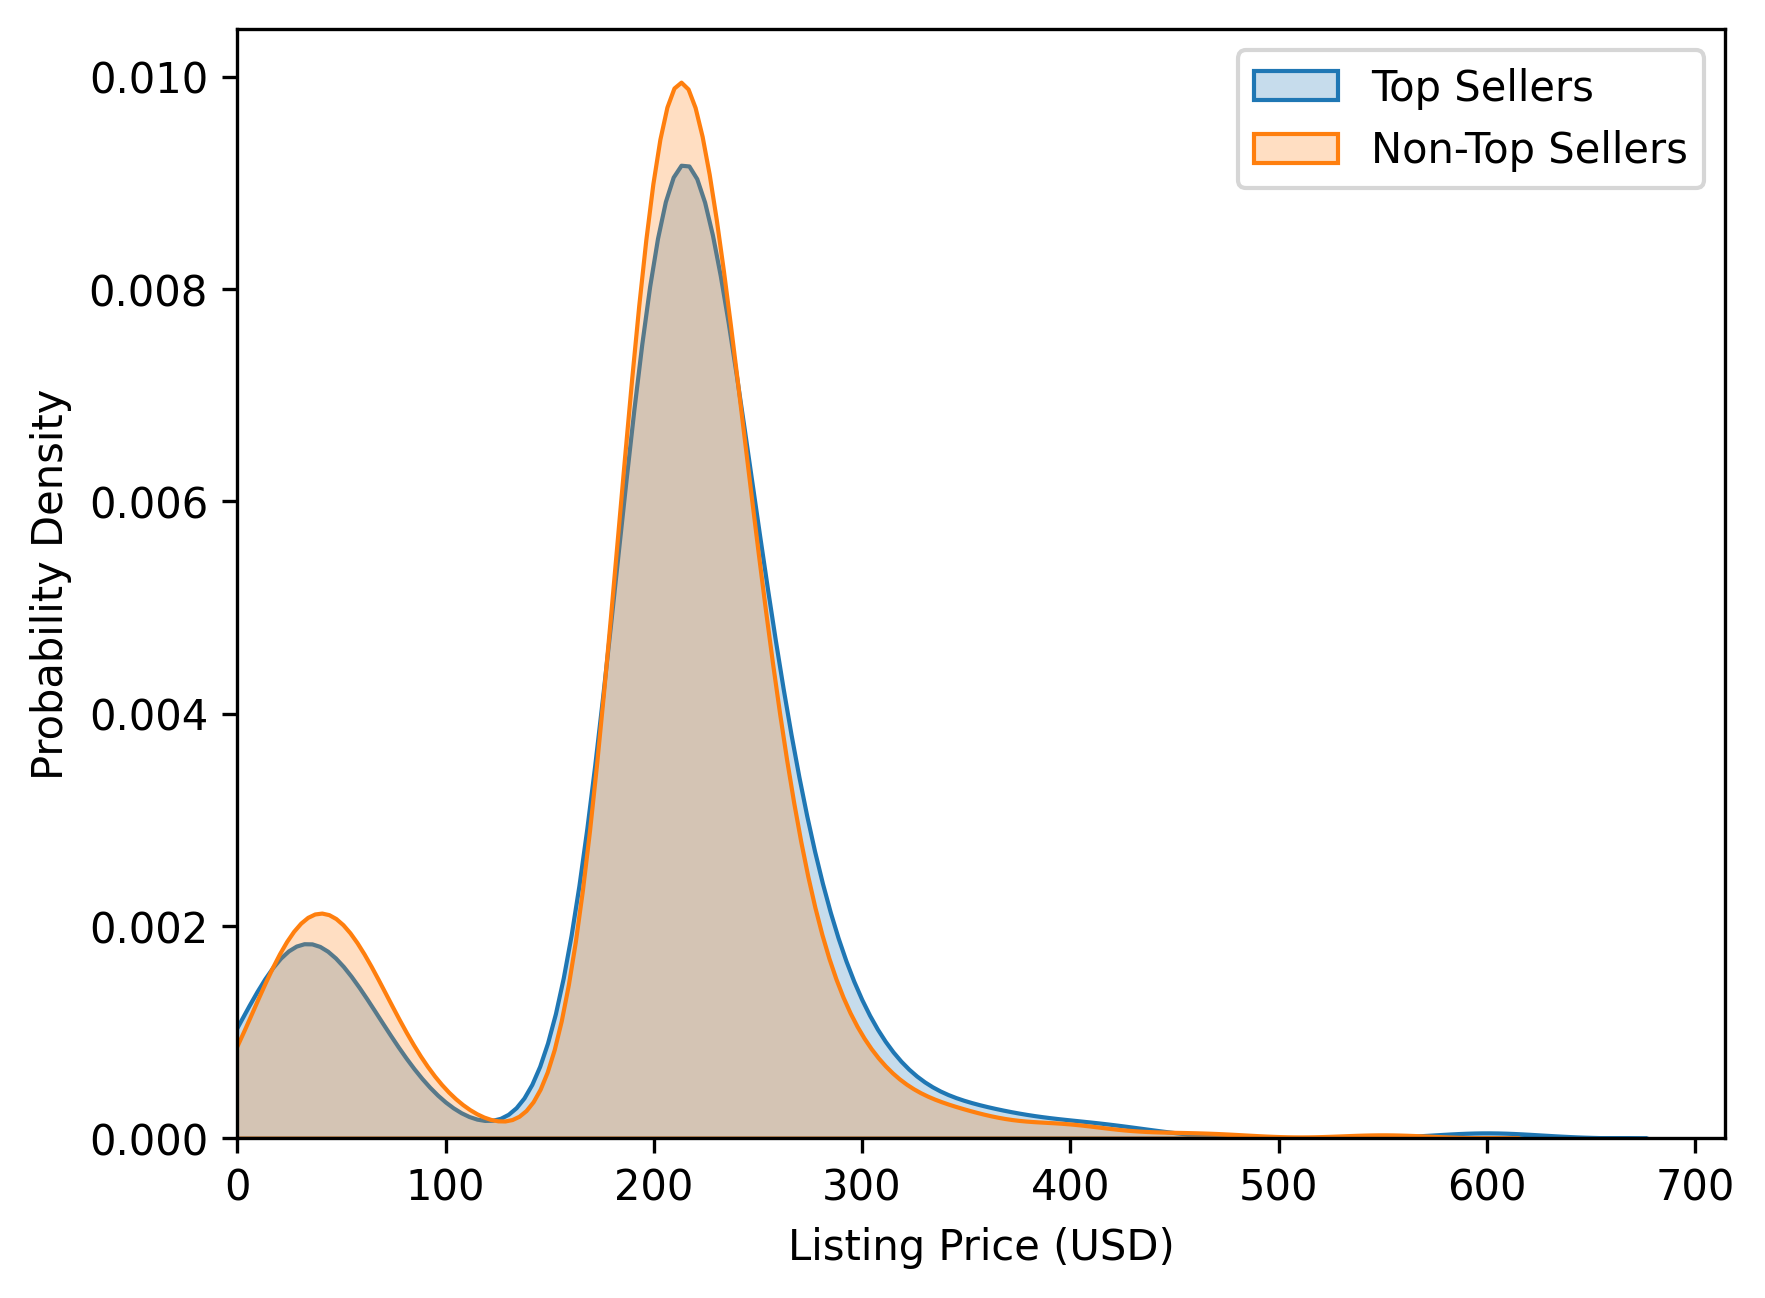 Top Sellers
Non-Top Sellers
0.010
0.008
0.006
0.004
0.002
0.000
Probability Density
0 100 200 300 400 500 600 700
Listing Price (USD)